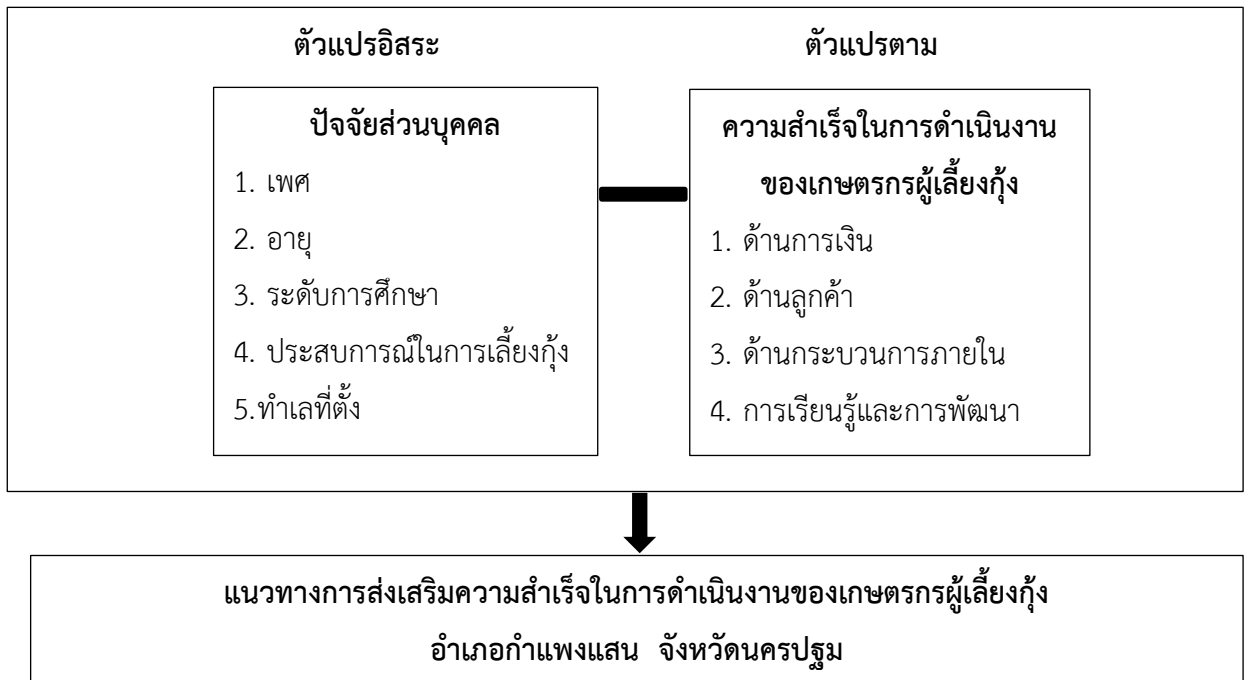 ตัวแปรอิสระ
ตัวแปรตาม
ปัจจัยส่วนบุคคล
1. เพศ
2. อายุ
3. ระดับการศึกษา
4. ประสบการณ์ในการเลี้ยงกุ้ง
5.ทำเลที่ตั้ง
ความสำเร็จในการดำเนินงาน
ของเกษตรกรผู้เลี้ยงกุ้ง
1. ด้านการเงิน
2. ด้านลูกค้า
3. ด้านกระบวนการภายใน
4. การเรียนรู้และการพัฒนา
แนวทางการส่งเสริมความสำเร็จในการดำเนินงานของเกษตรกรผู้เลี้ยงกุ้ง
อำเภอกำแพงแสน จังหวัดนครปฐม